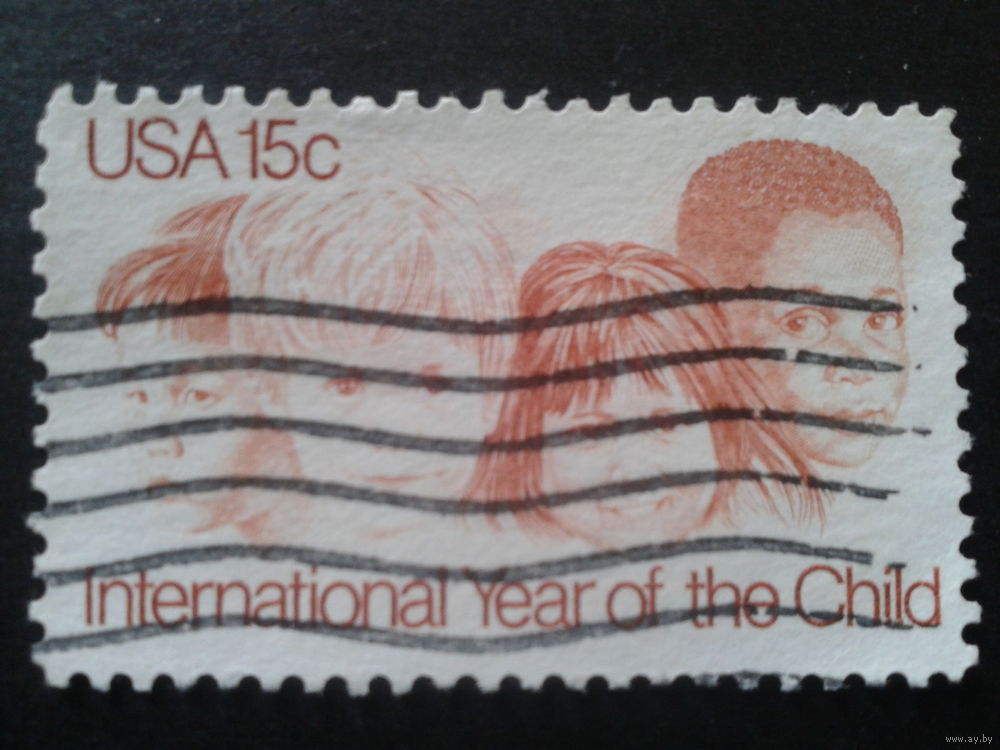 USA 15c
International Year of the Child
www.ay.by